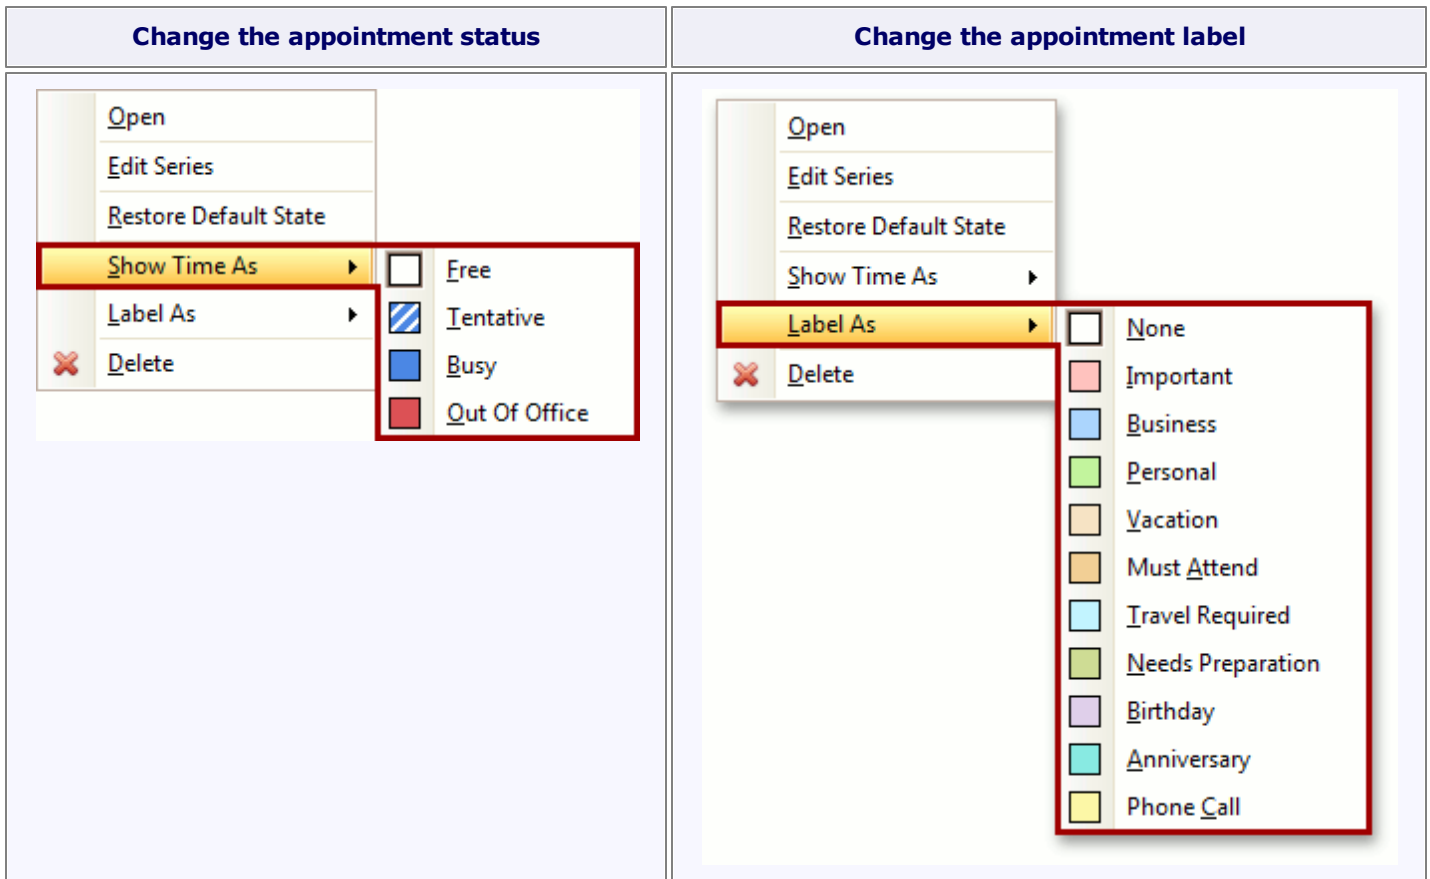 Change the appointment status
Open
Edit Series
Restore Default State
Show Time As
Label As
Delete
Free
Tentative
Busy
Out Of Office
Change the appointment label
Open
Edit Series
Restore Default State
Show Time As
Label As
Delete
None
Important
Business
Personal
Vacation
Must Attend
Travel Required
Needs Preparation
Birthday
Anniversary
Phone Call